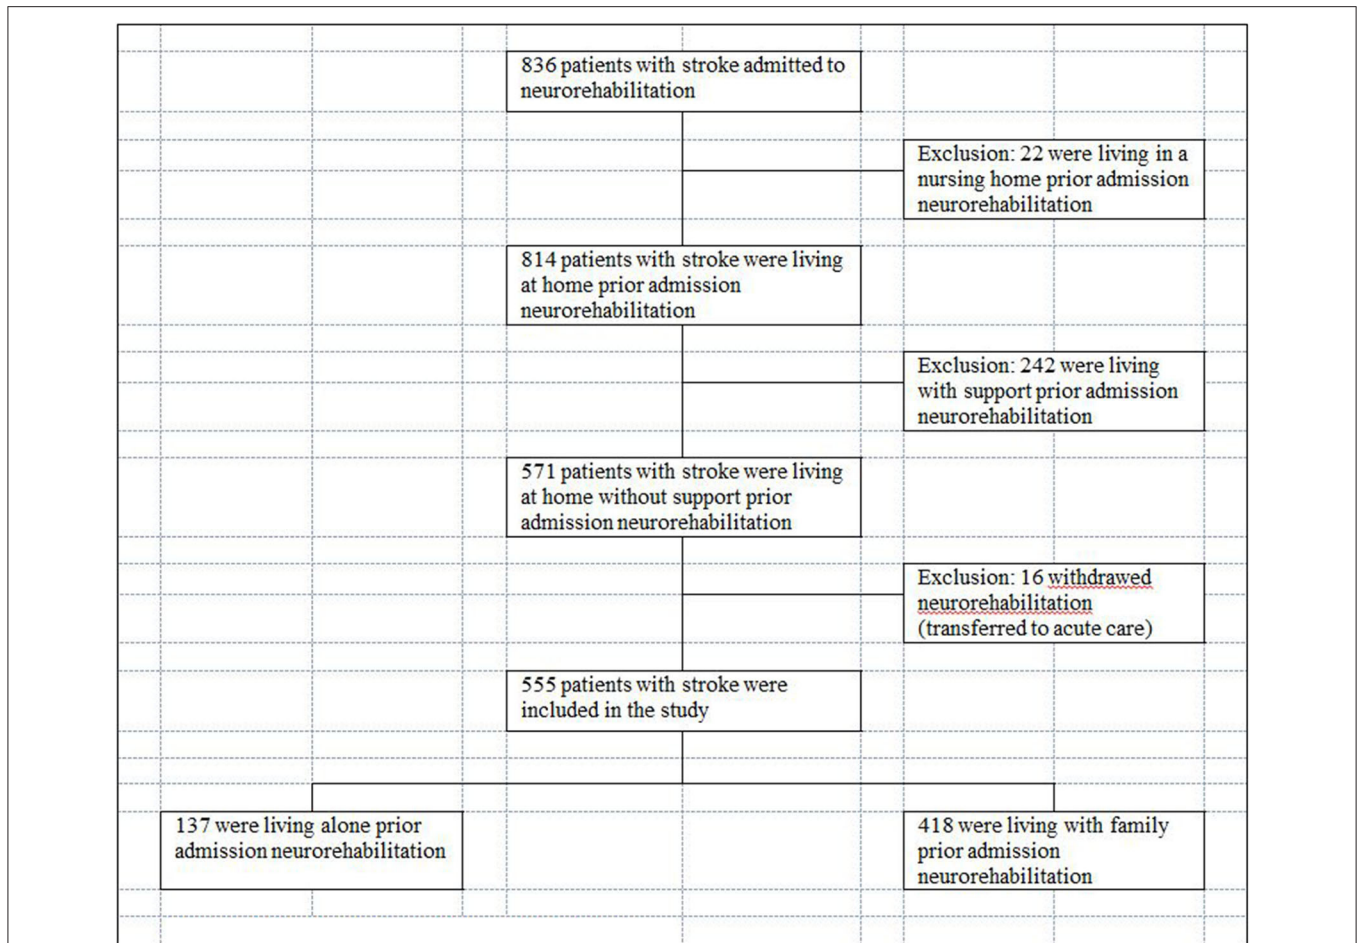 836 patients with stroke admitted to
neurorehabilitation
Exclusion: 22 were living in a
nursing home prior admission
neurorehabilitation
814 patients with stroke were living
at home prior admission
neurorehabilitation
Exclusion: 242 were living
with support prior admission
neurorehabilitation
571 patients with stroke were living
at home without support prior
admission neurorehabilitation
Exclusion: 16 withdrawed
neurorehabilitation
(transferred to acute care)
555 patients with stroke were
included in the study
137 were living alone prior
admission neurorehabilitation
418 were living with family
prior admission
neurorehabilitation